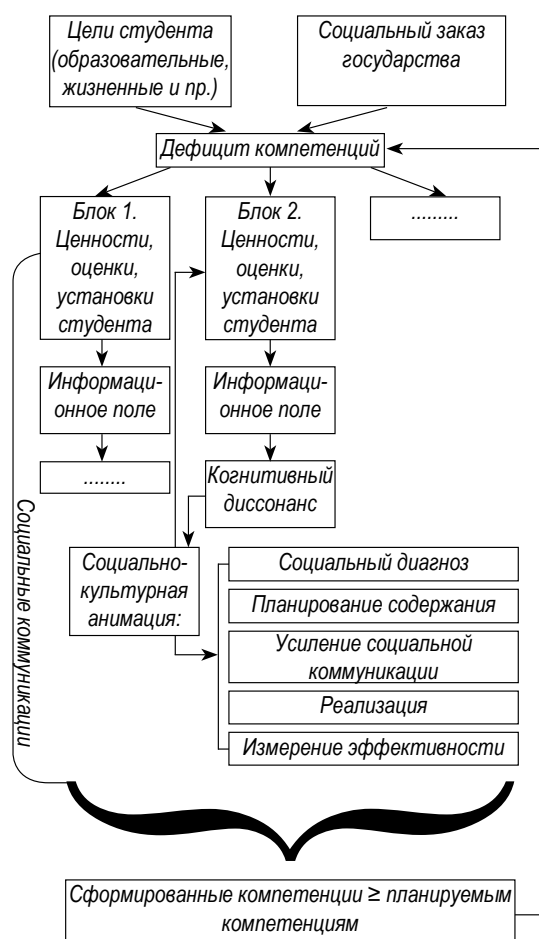 Цели студента
(образовательные,
жизненные и пр.)
Социальный заказ
государства
Дефицит компетенций
Блок 1.
Ценности,
оценки,
установки
студента
Блок 2.
Ценности,
оценки,
установки
студента
.........
Информаци-
онное поле
Информаци-
онное поле
........
Когнитивный
диссонанс
Социальные коммуникации
Социально-
культурная
анимация:
Социальный диагноз
Планирование содержания
Усиление социальной
коммуникации
Реализация
Измерение эффективности
Сформированные компетенции ≥ планируемым
компетенциям